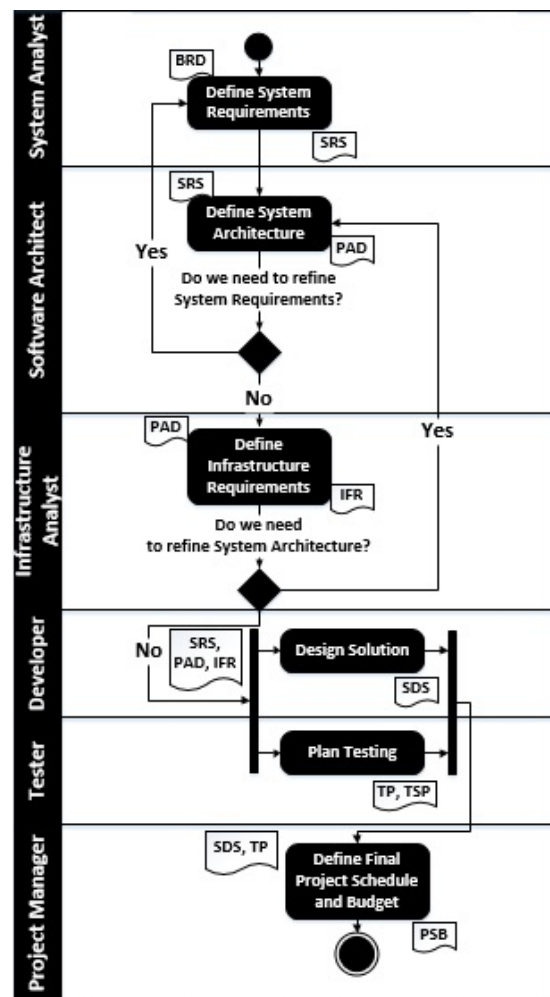 System Analyst
BRD
Define System
Requirements
SRS
Software Architect
SRS
Define System
Architecture
PAD
Yes
Do we need to refine
System Requirements?
No
Yes
Infrastructure
Analyst
PAD
Define
Infrastructure
Requirements
IFR
Do we need
to refine System Architecture?
Developer
No
SRS,
PAD, IFR
Design Solution
SDS
Tester
Plan Testing
TP, TSP
Project Manager
SDS, TP
Define Final
Project Schedule
and Budget
PSB